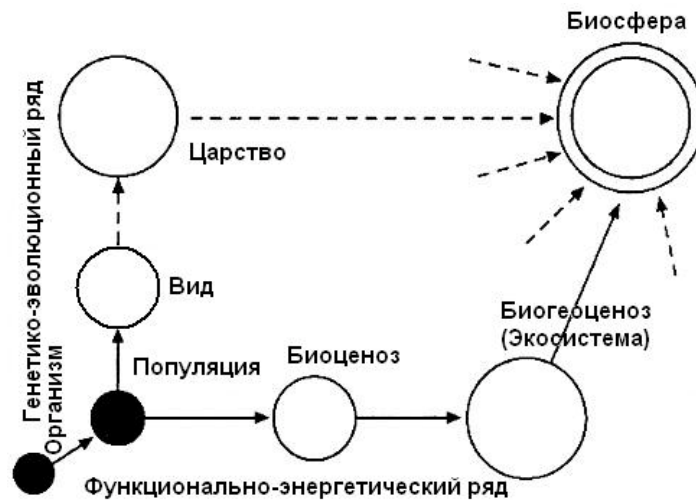 Биосфера
Царство
Генетико-эволюционный ряд
Вид
Биогеоценоз
(Экосистема)
Биоценоз
Популяция
Организм
Функционально-энергетический ряд